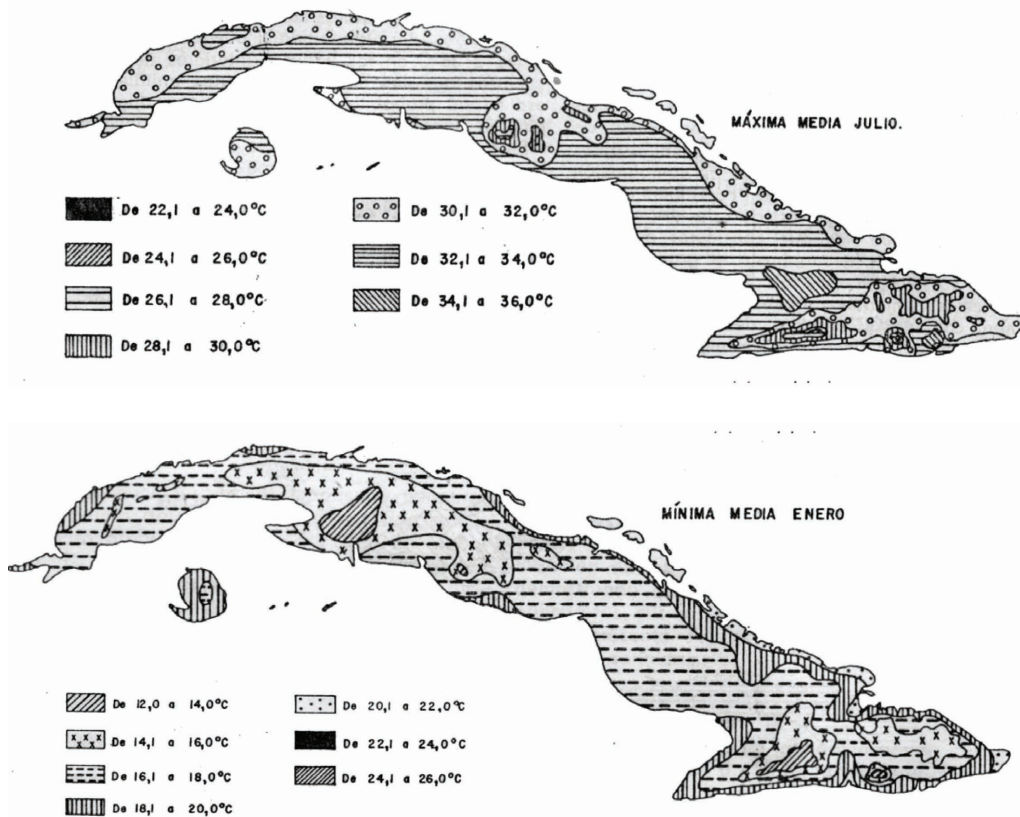 MÁXIMA MEDIA JULIO.
De 22,1 a 24,0°C
De 24,1 a 26,0°C
De 26,1 a 28,0°C
De 28,1 a 30,0°C
De 30,1 a 32,0°C
De 32,1 a 34,0°C
De 34,1 a 36,0°C
MÍNIMA MEDIA ENERO
De 12,0 a 14,0°C
De 14,1 a 16,0°C
De 16,1 a 18,0°C
De 18,1 a 20,0°C
De 20,1 a 22,0°C
De 22,1 a 24,0°C
De 24,1 a 26,0°C